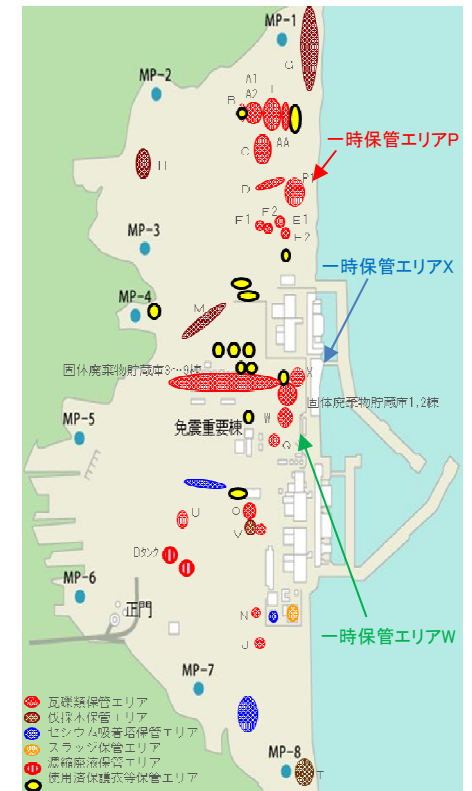 MP-1
G
MP-2
A1
A2
I
B
一時保管エリアP
AA
C
H
P1
D
F2
F1
E1
E2
MP-3
一時保管エリアX
MP-4
M
固体廃棄物貯蔵庫3~9棟
X
固体廃棄物貯蔵庫1,2棟
MP-5
W
免震重要棟
Q
U
O
V
Dタンク
MP-6
正門
N
一時保管エリアW
J
MP-7
瓦礫類保管エリア
伐採木保管エリア
セシウム吸着塔保管エリア
スラッジ保管エリア
濃縮廃液保管エリア
使用済保護衣等保管エリア
MP-8
T